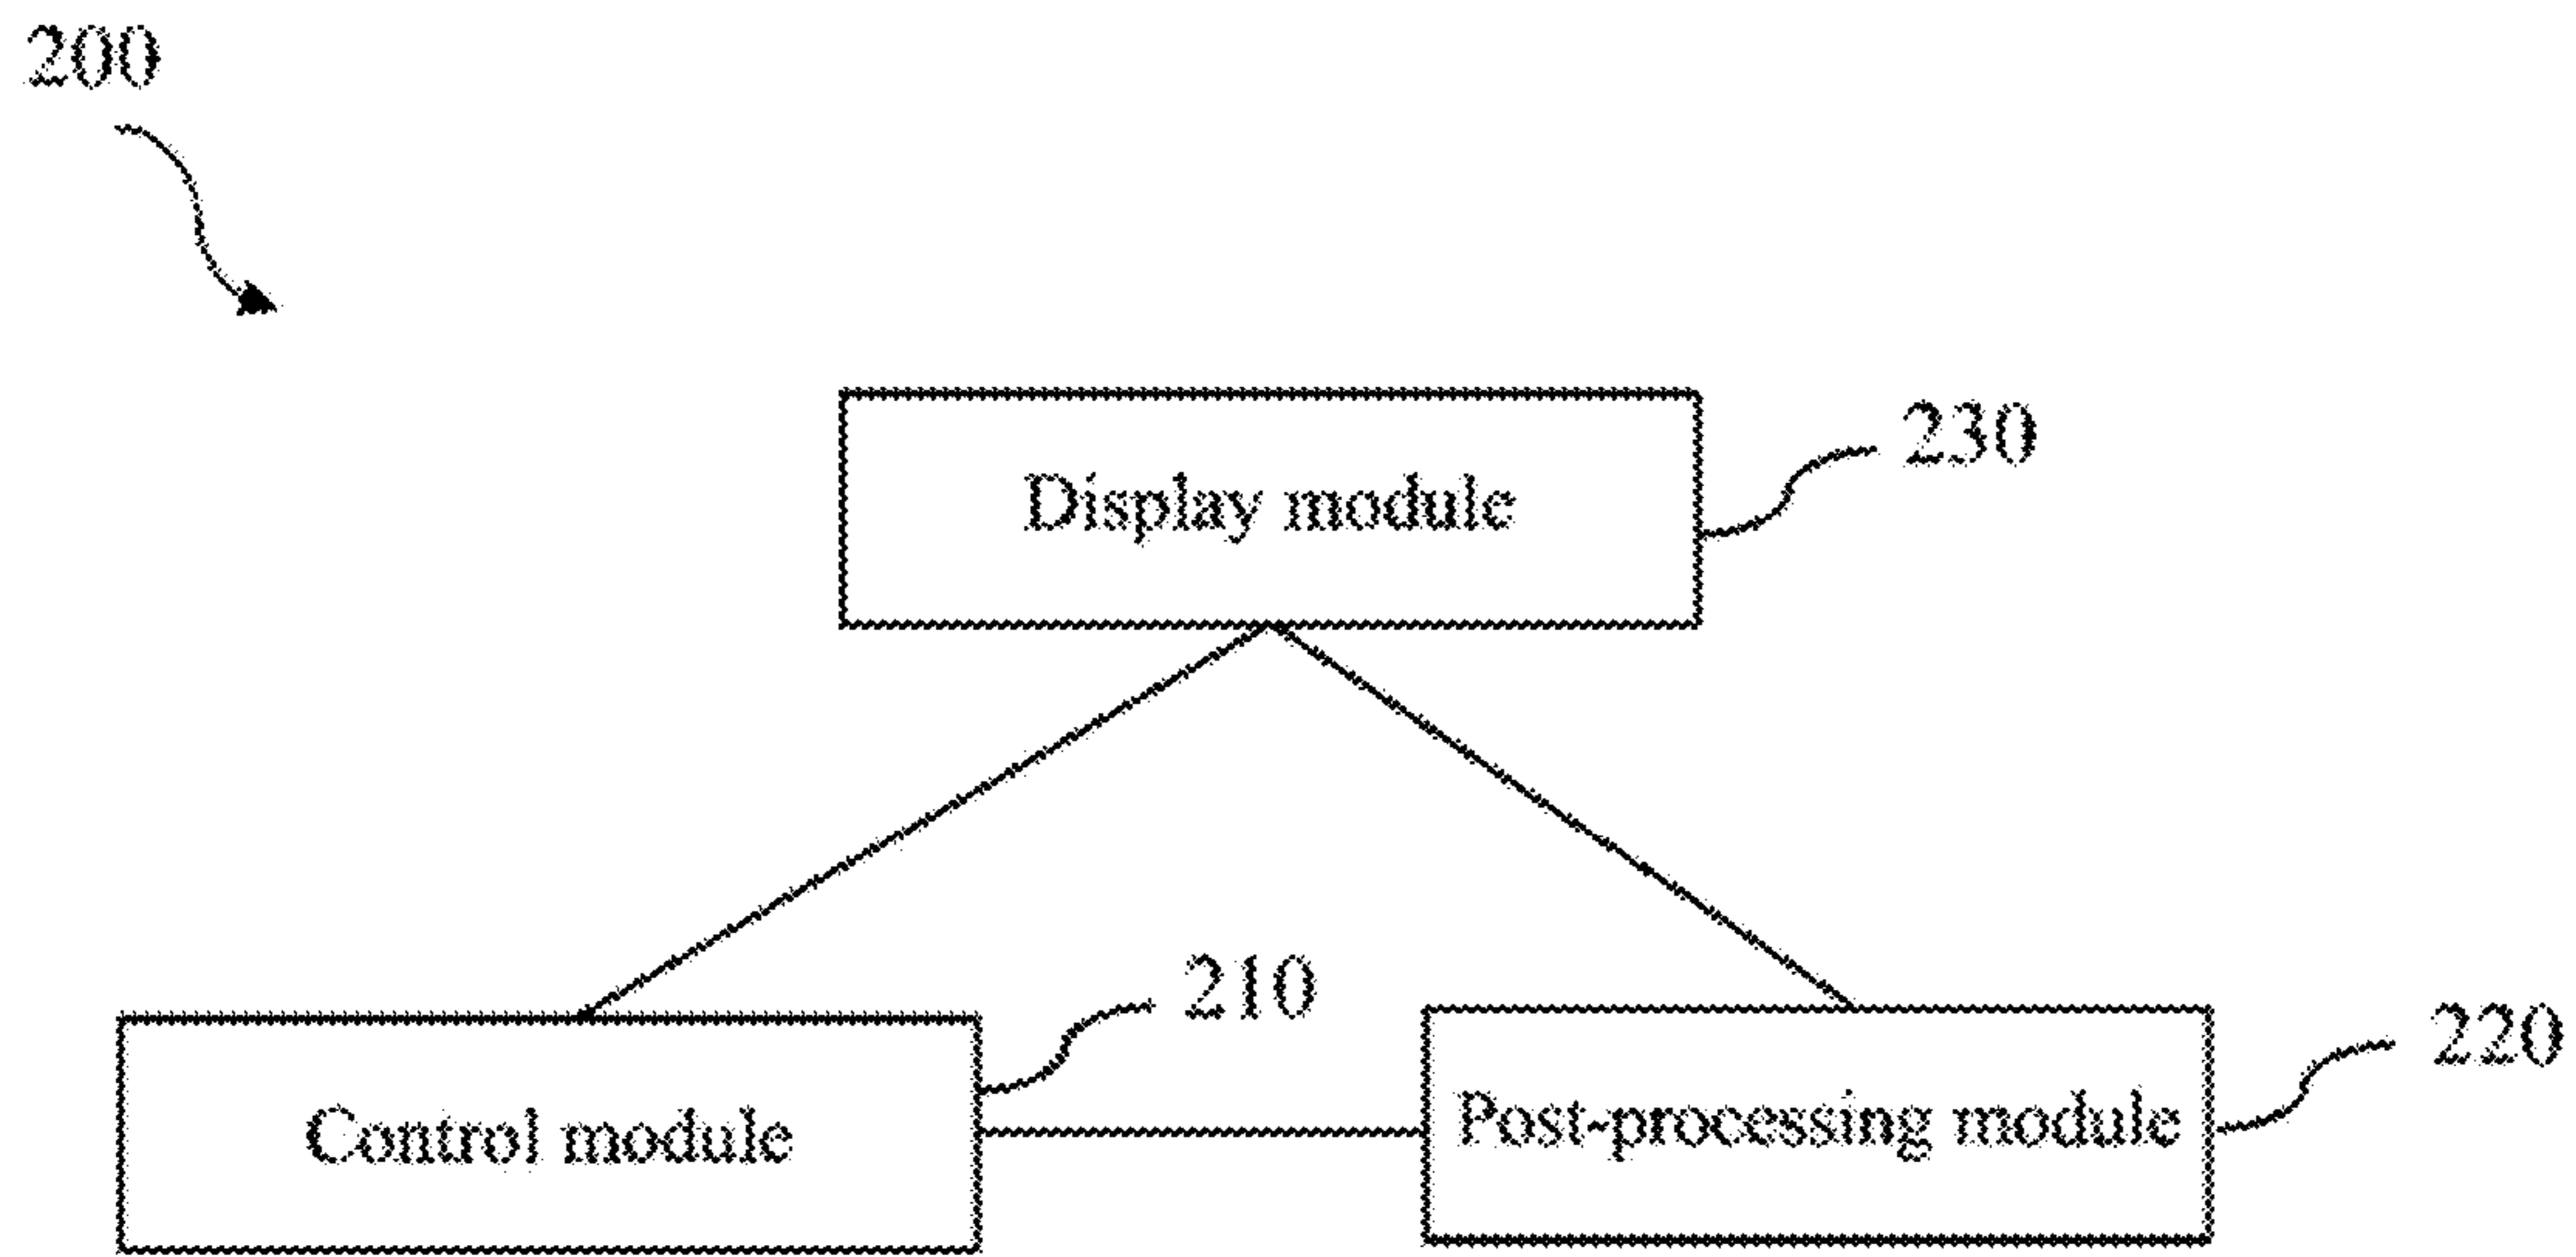 200
Display module
230
210
Control module
Post-processing module
220